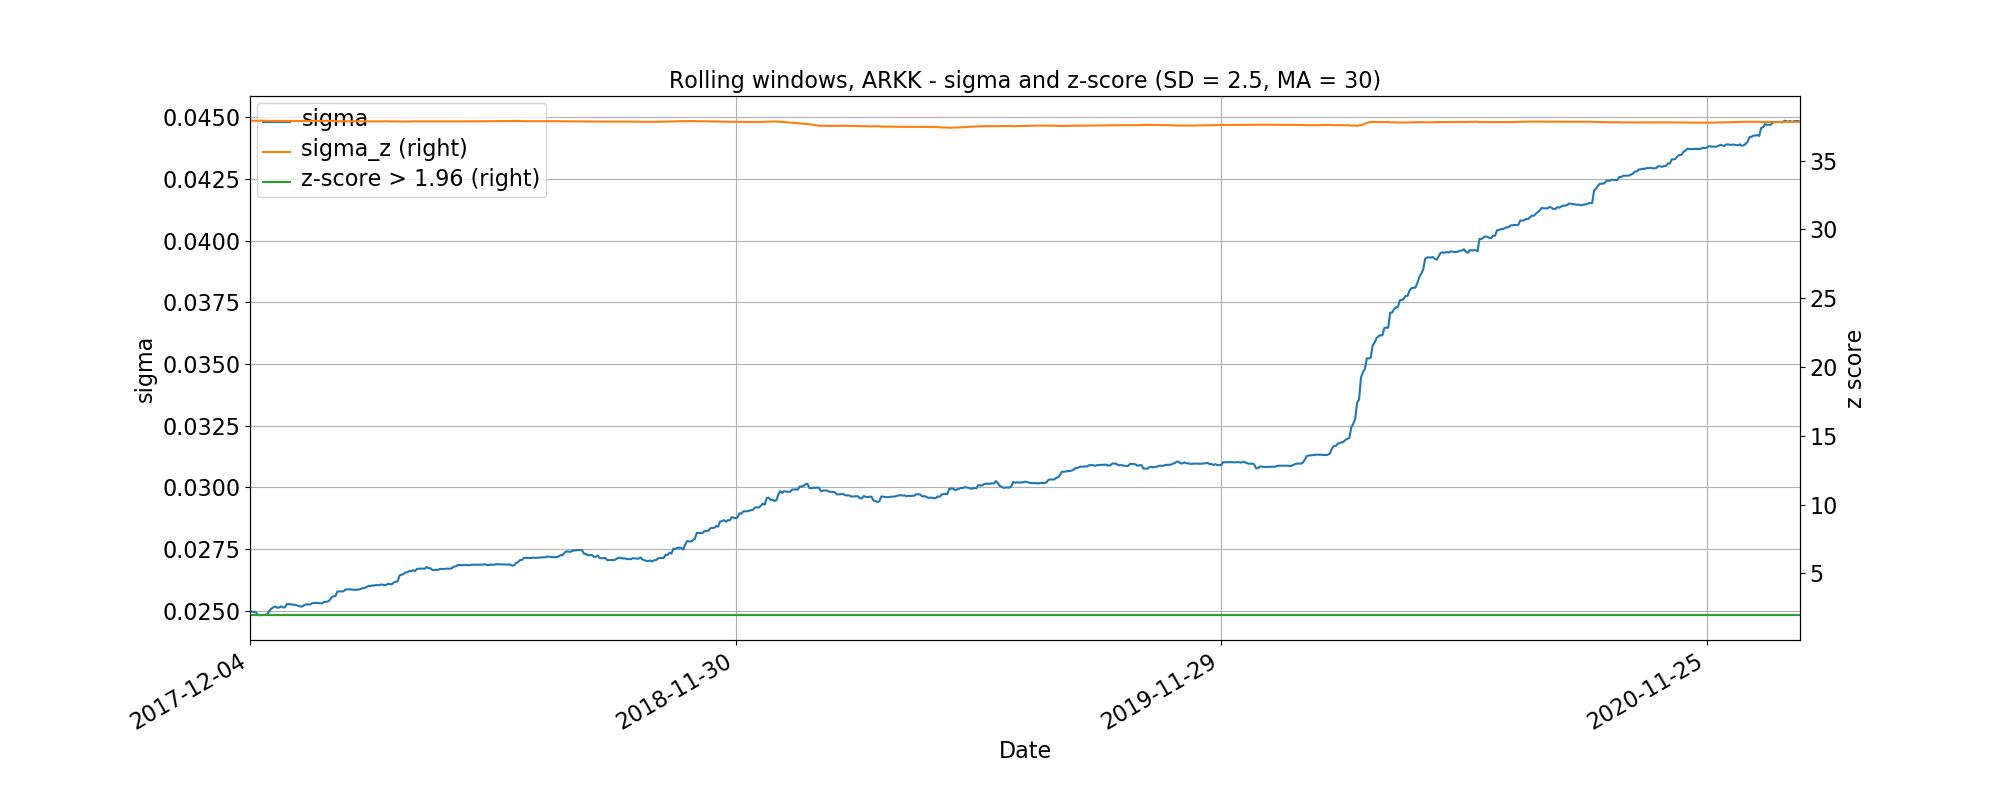 Rolling windows, ARKK - sigma and z-score (SD = 2.5, MA = 30)
sigma
sigma_z (right)
z-score > 1.96 (right)
0.0450
0.0425
0.0400
0.0375
0.0350
0.0325
0.0300
0.0275
0.0250
sigma
35
30
25
20
15
10
5
z score
2017-12-04
2018-11-30
2019-11-29
2020-11-25
Date